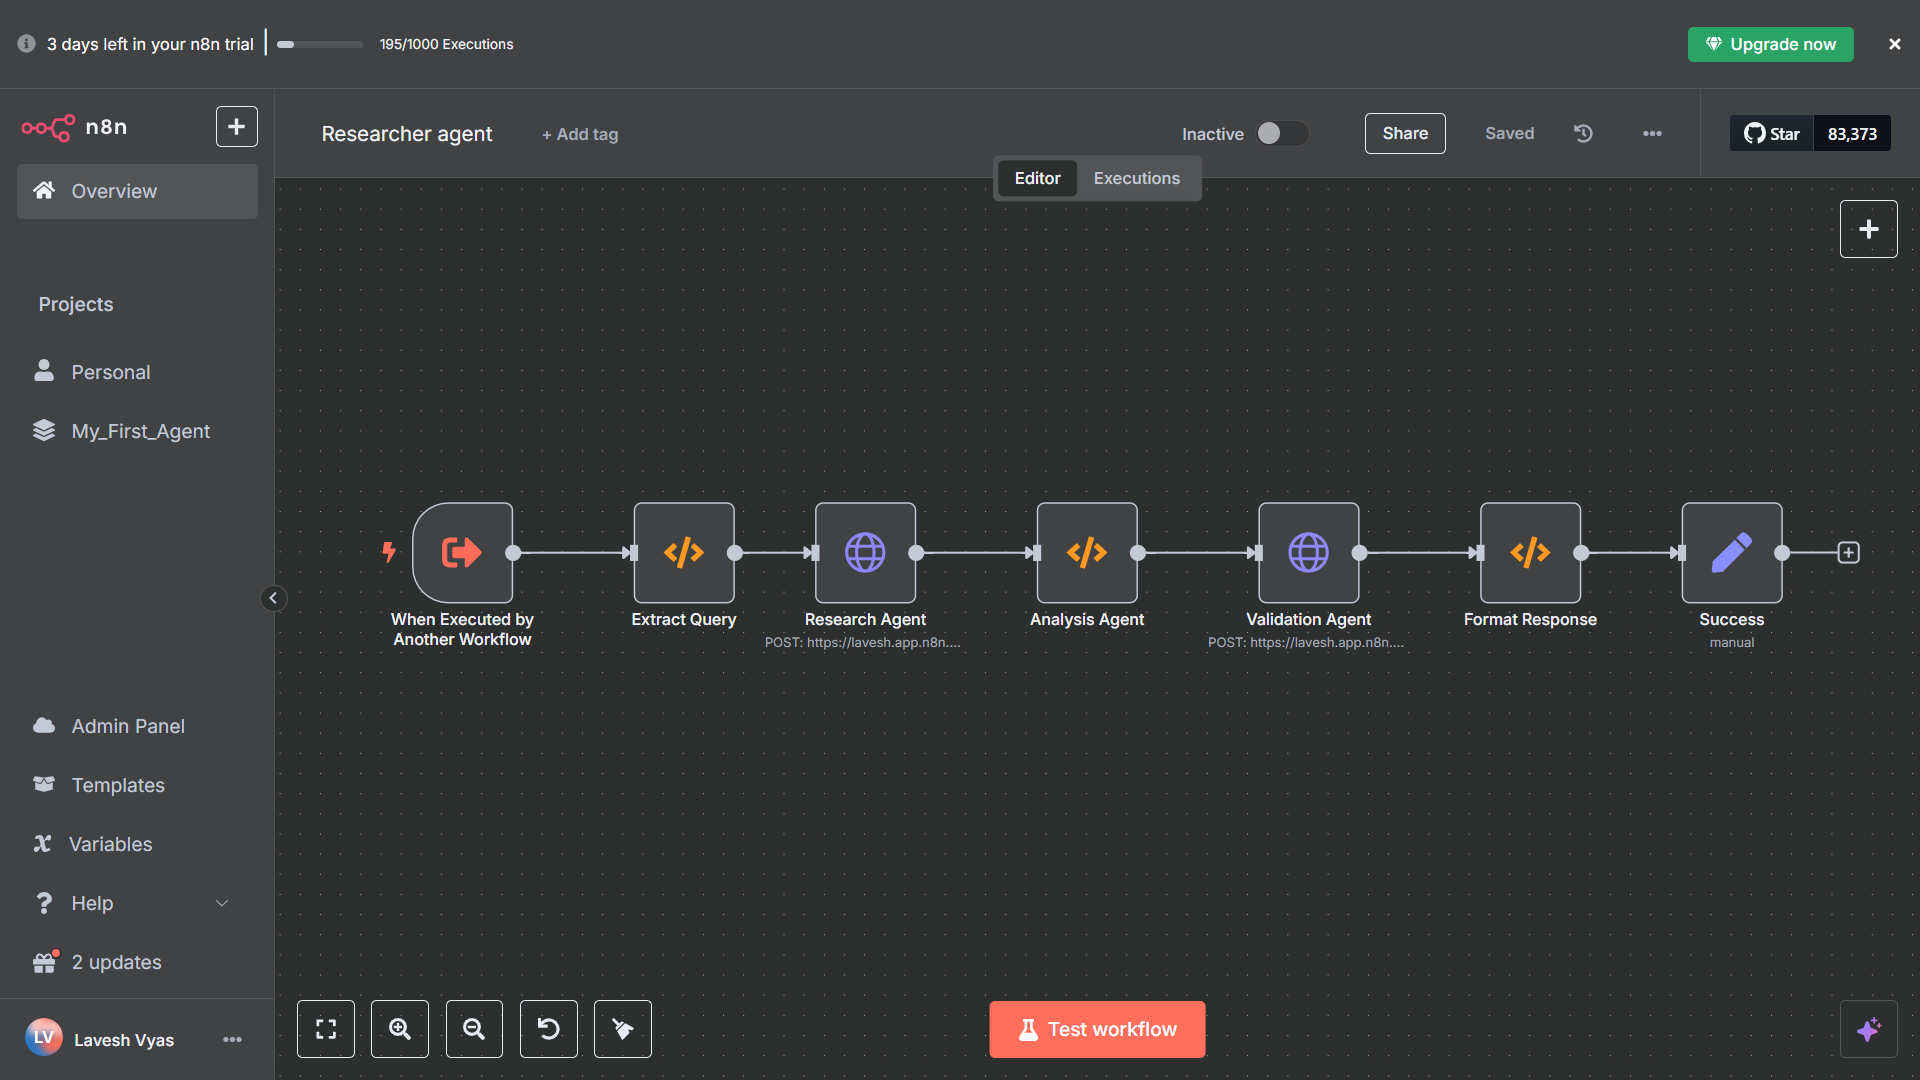 3 days left in your n8n trial
195/1000 Executions
Upgrade now
n8n
Researcher agent
+ Add tag
Inactive
Share
Saved
Star
83,373
Editor
Executions
Overview
Projects
Personal
My_First_Agent
When Executed by
Another Workflow
Extract Query
Research Agent
POST: https://lavesh.app.n8n....
Analysis Agent
Validation Agent
POST: https://lavesh.app.n8n....
Format Response
Success
manual
Admin Panel
Templates
Variables
Help
2 updates
LV
Lavesh Vyas
Test workflow